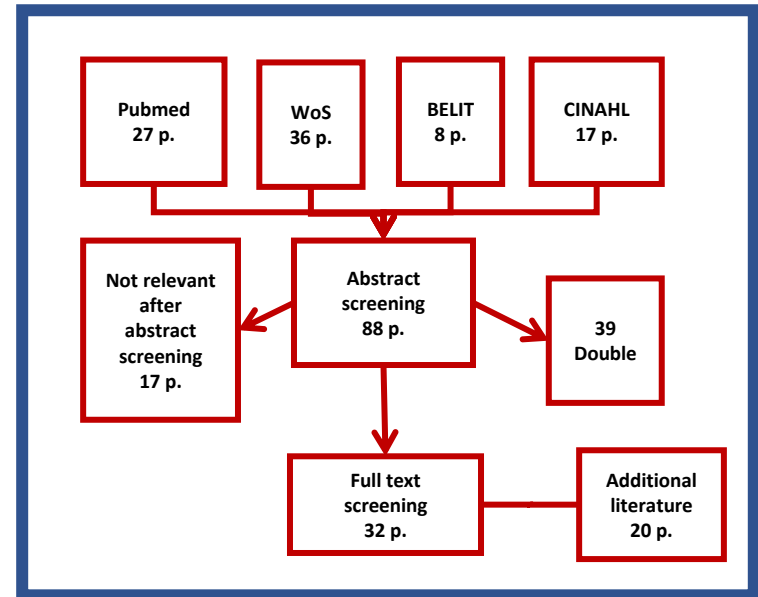 Pubmed
27 p.
WoS
36 p.
BELIT
8 p.
CINAHL
17 p.
Not relevant
after
abstract
screening
17 p.
Abstract
screening
88 p.
39
Double
Full text
screening
32 p.
Additional
literature
20 p.